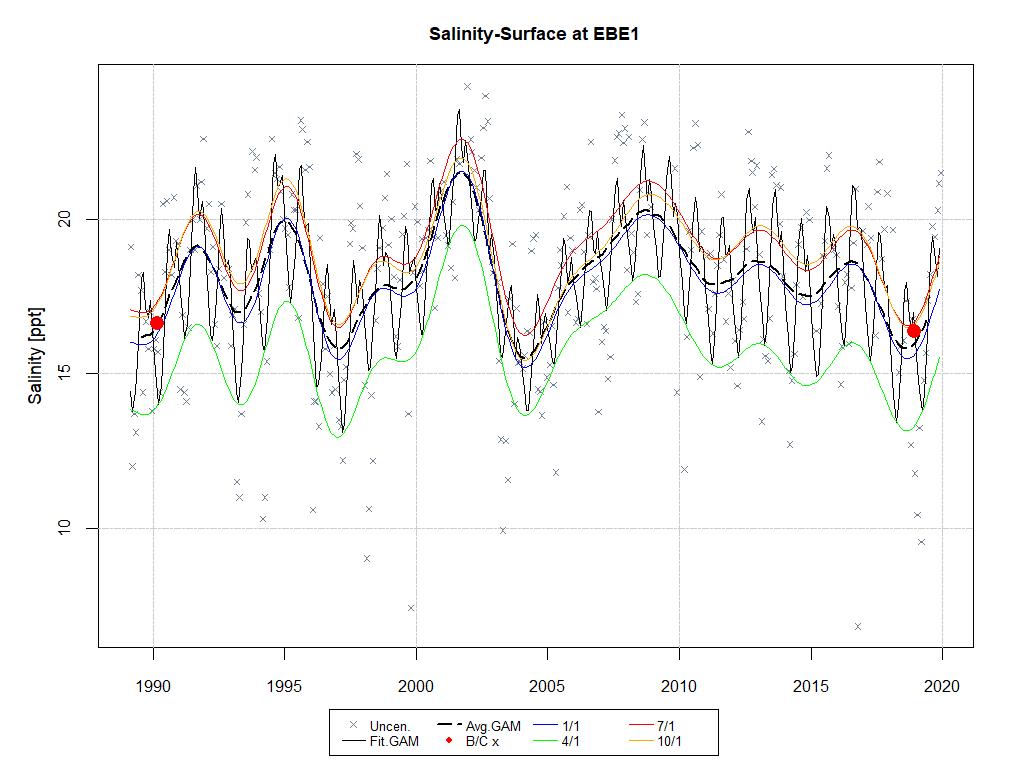 Salinity-Surface at EBE1
Salinity [ppt]
20
15
10
1990 1995 2000 2005 2010 2015 2020
Uncen. Avg.GAM 1/1 7/1
Fit.GAM B/C x 4/1 10/1